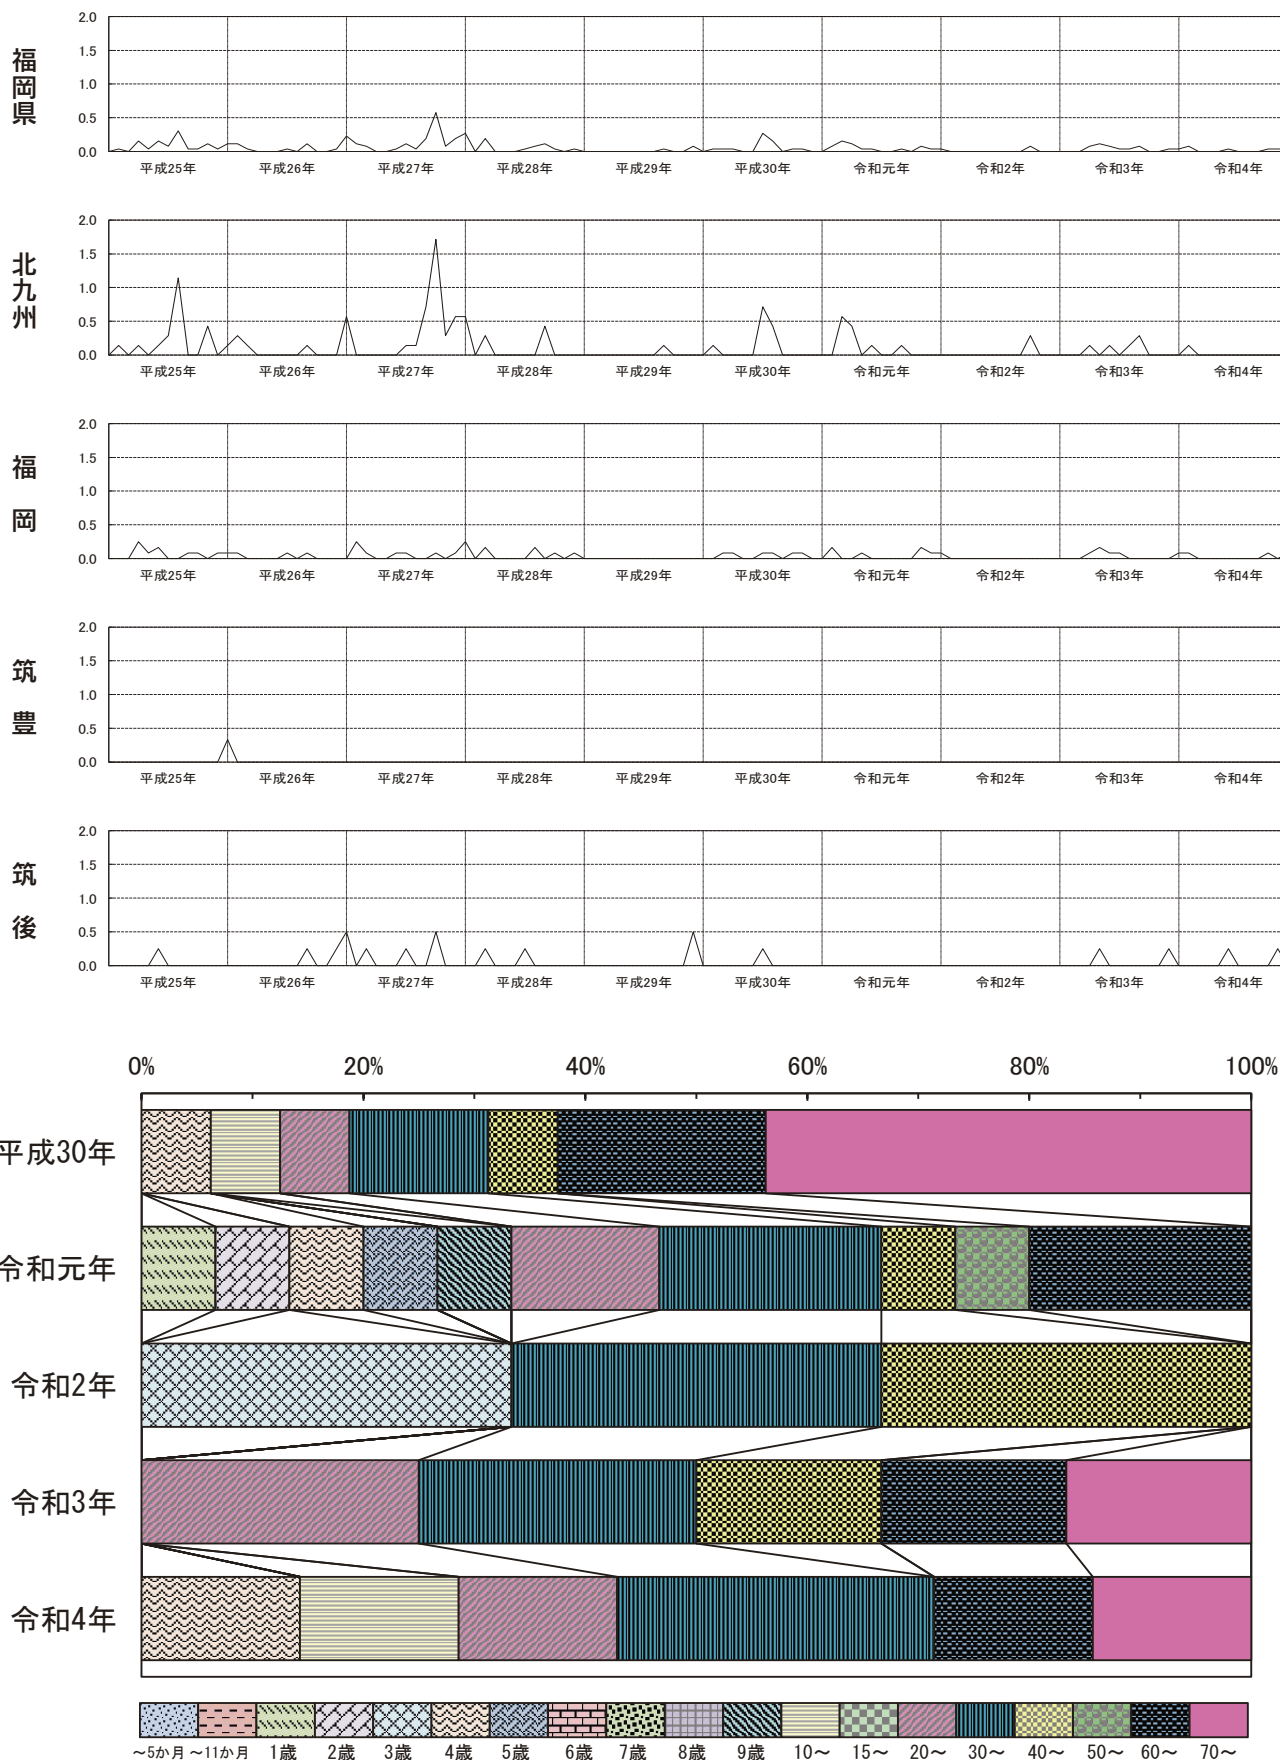 福岡県
2.0
1.5
1.0
0.5
0.0
平成25年 平成26年 平成27年 平成28年 平成29年 平成30年 令和元年 令和2年 令和3年 令和4年
北九州
2.0
1.5
1.0
0.5
0.0
平成25年 平成26年 平成27年 平成28年 平成29年 平成30年 令和元年 令和2年 令和3年 令和4年
福岡
2.0
1.5
1.0
0.5
0.0
平成25年 平成26年 平成27年 平成28年 平成29年 平成30年 令和元年 令和2年 令和3年 令和4年
筑豊
2.0
1.5
1.0
0.5
0.0
平成25年 平成26年 平成27年 平成28年 平成29年 平成30年 令和元年 令和2年 令和3年 令和4年
筑後
2.0
1.5
1.0
0.5
0.0
平成25年 平成26年 平成27年 平成28年 平成29年 平成30年 令和元年 令和2年 令和3年 令和4年
0% 20% 40% 60% 80% 100%
平成30年
令和元年
令和2年
令和3年
令和4年
～5か月 ～11か月 1歳 2歳 3歳 4歳 5歳 6歳 7歳 8歳 9歳 10～ 15～ 20～ 30～ 40～ 50～ 60～ 70～